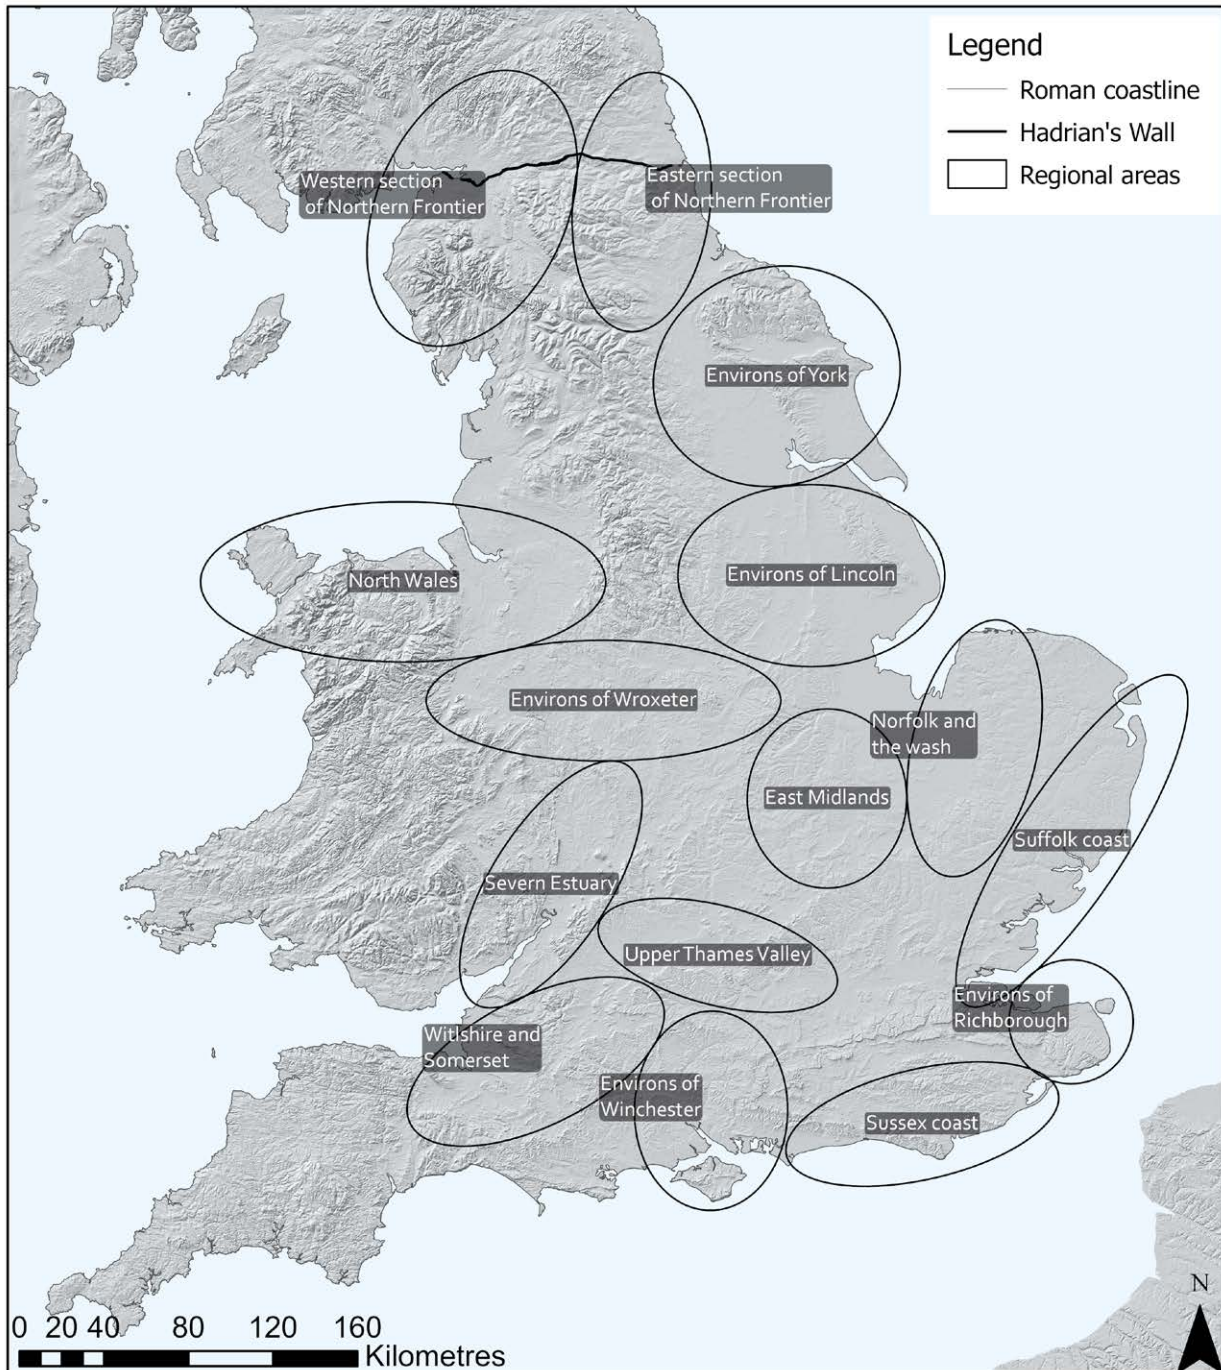 Legend
Roman coastline
Hadrian's Wall
Regional areas
Western section
of Northern Frontier
Eastern section
of Northern Frontier
Environs of York
North Wales
Environs of Lincoln
Environs of Wroxeter
Norfolk and
the wash
East Midlands
Suffolk coast
Severn Estuary
Upper Thames Valley
Environs of
Richborough
Witlshire and
Somerset
Environs of
Winchester
Sussex coast
N
0 20 40 80 120 160
Kilometres